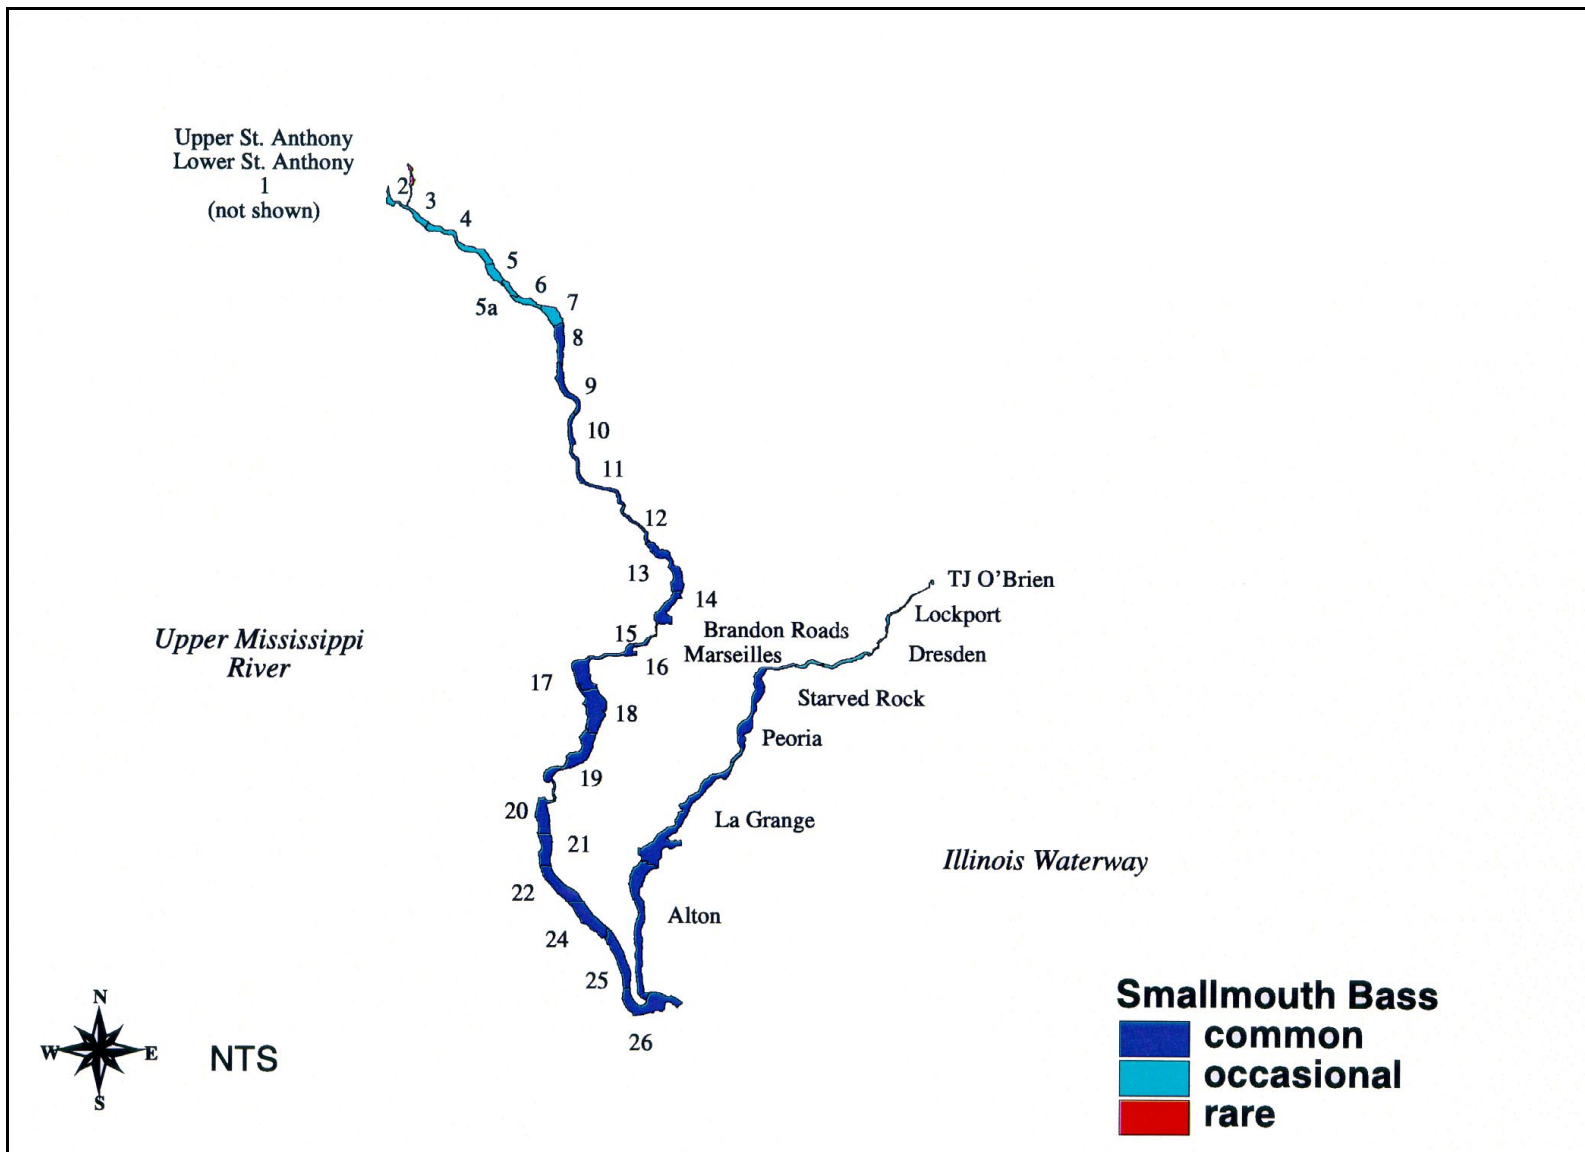 Upper St. Anthony
Lower St. Anthony
1
(not shown)
2
3
4
5
6
5a
7
8
9
10
11
12
13
14
TJ O'Brien
Lockport
Brandon Roads
15
Marseilles
Dresden
16
Upper Mississippi
River
17
18
Starved Rock
Peoria
19
20
La Grange
21
22
Illinois Waterway
Alton
24
25
26
N
W
E
S
NTS
Smallmouth Bass
common
occasional
rare